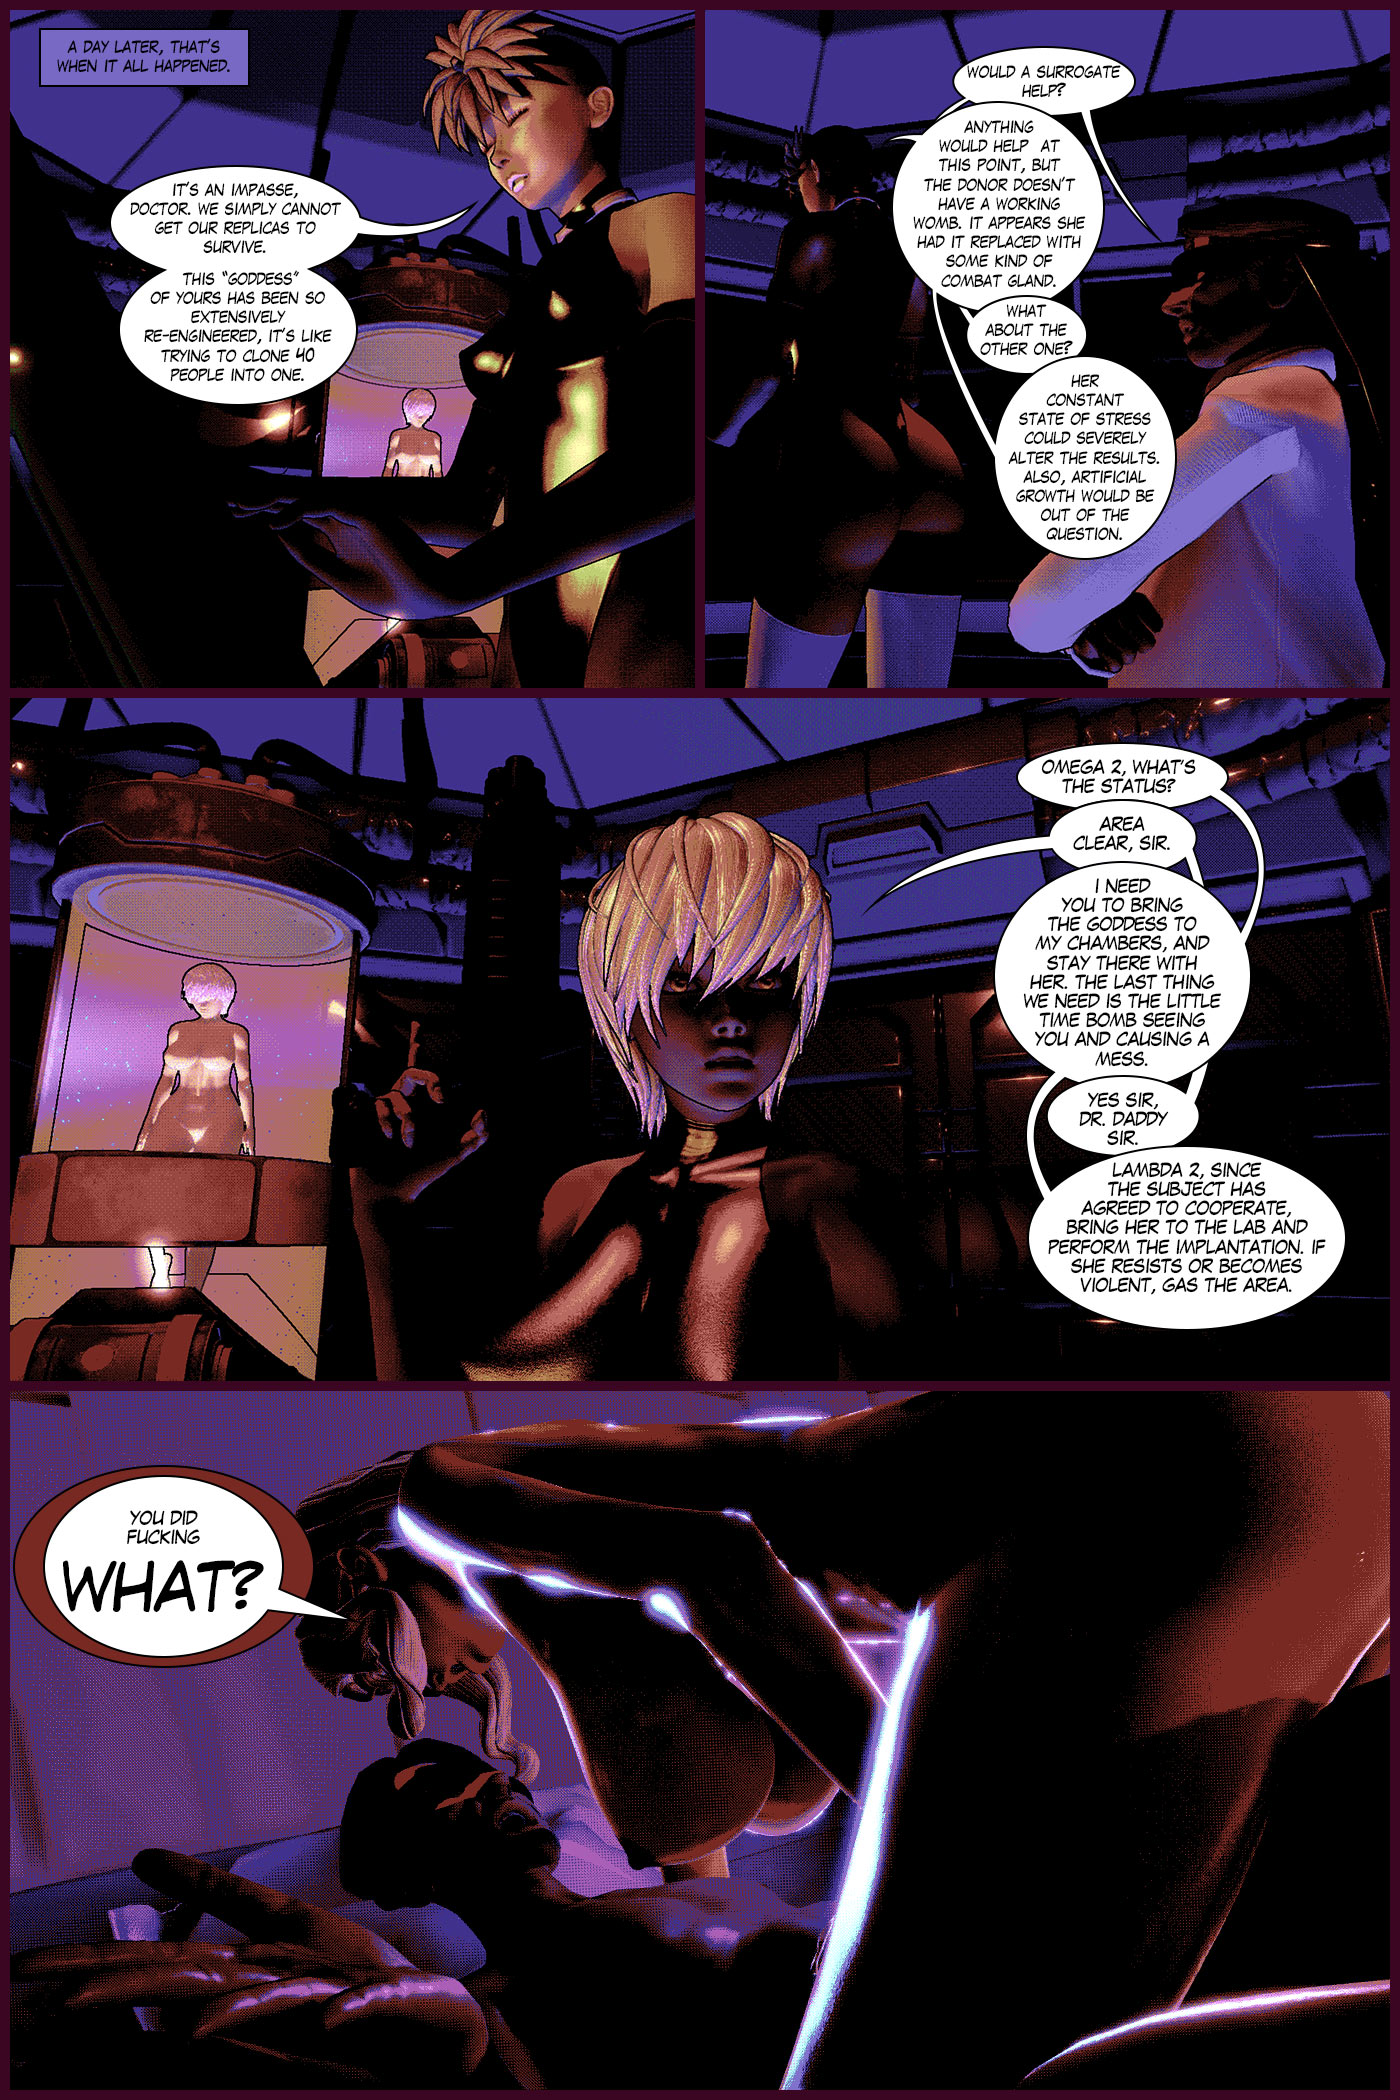 A DAY LATER, THAT'S
WHEN IT ALL HAPPENED.
IT'S AN IMPASSE,
DOCTOR. WE SIMPLY CANNOT
GET OUR REPLICAS TO
SURVIVE.
THIS "GODDESS"
OF YOURS HAS BEEN SO
EXTENSIVELY
RE-ENGINEERED, IT'S LIKE
TRYING TO CLONE 40
PEOPLE INTO ONE.
WOULD A SURROGATE
HELP?
ANYTHING
WOULD HELP AT
THIS POINT, BUT
THE DONOR DOESN'T
HAVE A WORKING
WOMB. IT APPEARS SHE
HAD IT REPLACED WITH
SOME KIND OF
COMBAT GLAND.
WHAT
ABOUT THE
OTHER ONE?
HER
CONSTANT
STATE OF STRESS
COULD SEVERELY
ALTER THE RESULTS.
ALSO, ARTIFICIAL
GROWTH WOULD BE
OUT OF THE
QUESTION.
OMEGA 2, WHAT'S
THE STATUS?
AREA
CLEAR, SIR.
I NEED
YOU TO BRING
THE GODDESS TO
MY CHAMBERS, AND
STAY THERE WITH
HER. THE LAST THING
WE NEED IS THE LITTLE
TIME BOMB SEEING
YOU AND CAUSING A
MESS.
YES SIR,
DR. DADDY
SIR.
LAMBDA 2, SINCE
THE SUBJECT HAS
AGREED TO COOPERATE,
BRING HER TO THE LAB AND
PERFORM THE IMPLANTATION. IF
SHE RESISTS OR BECOMES
VIOLENT, GAS THE AREA.
YOU DID
FUCKING
WHAT?